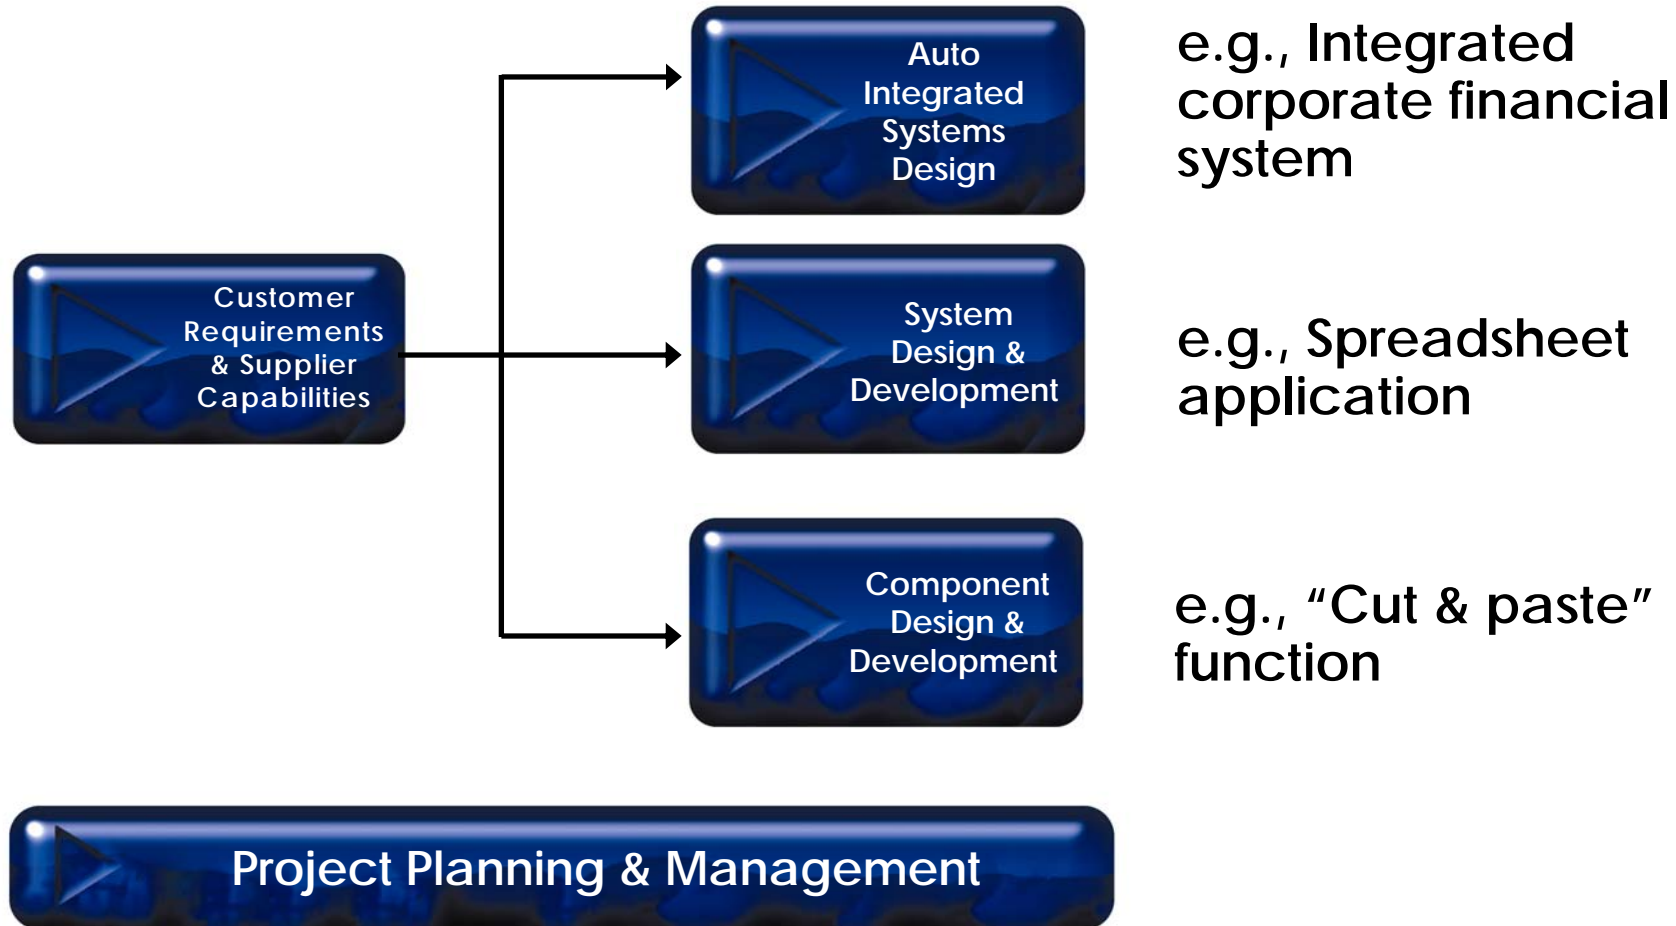 Auto
Integrated
Systems
Design
e.g., Integrated
corporate financial
system
Customer
Requirements
& Supplier
Capabilities
System
Design &
Development
e.g., Spreadsheet
application
Component
Design &
Development
e.g., “Cut & paste”
function
Project Planning & Management